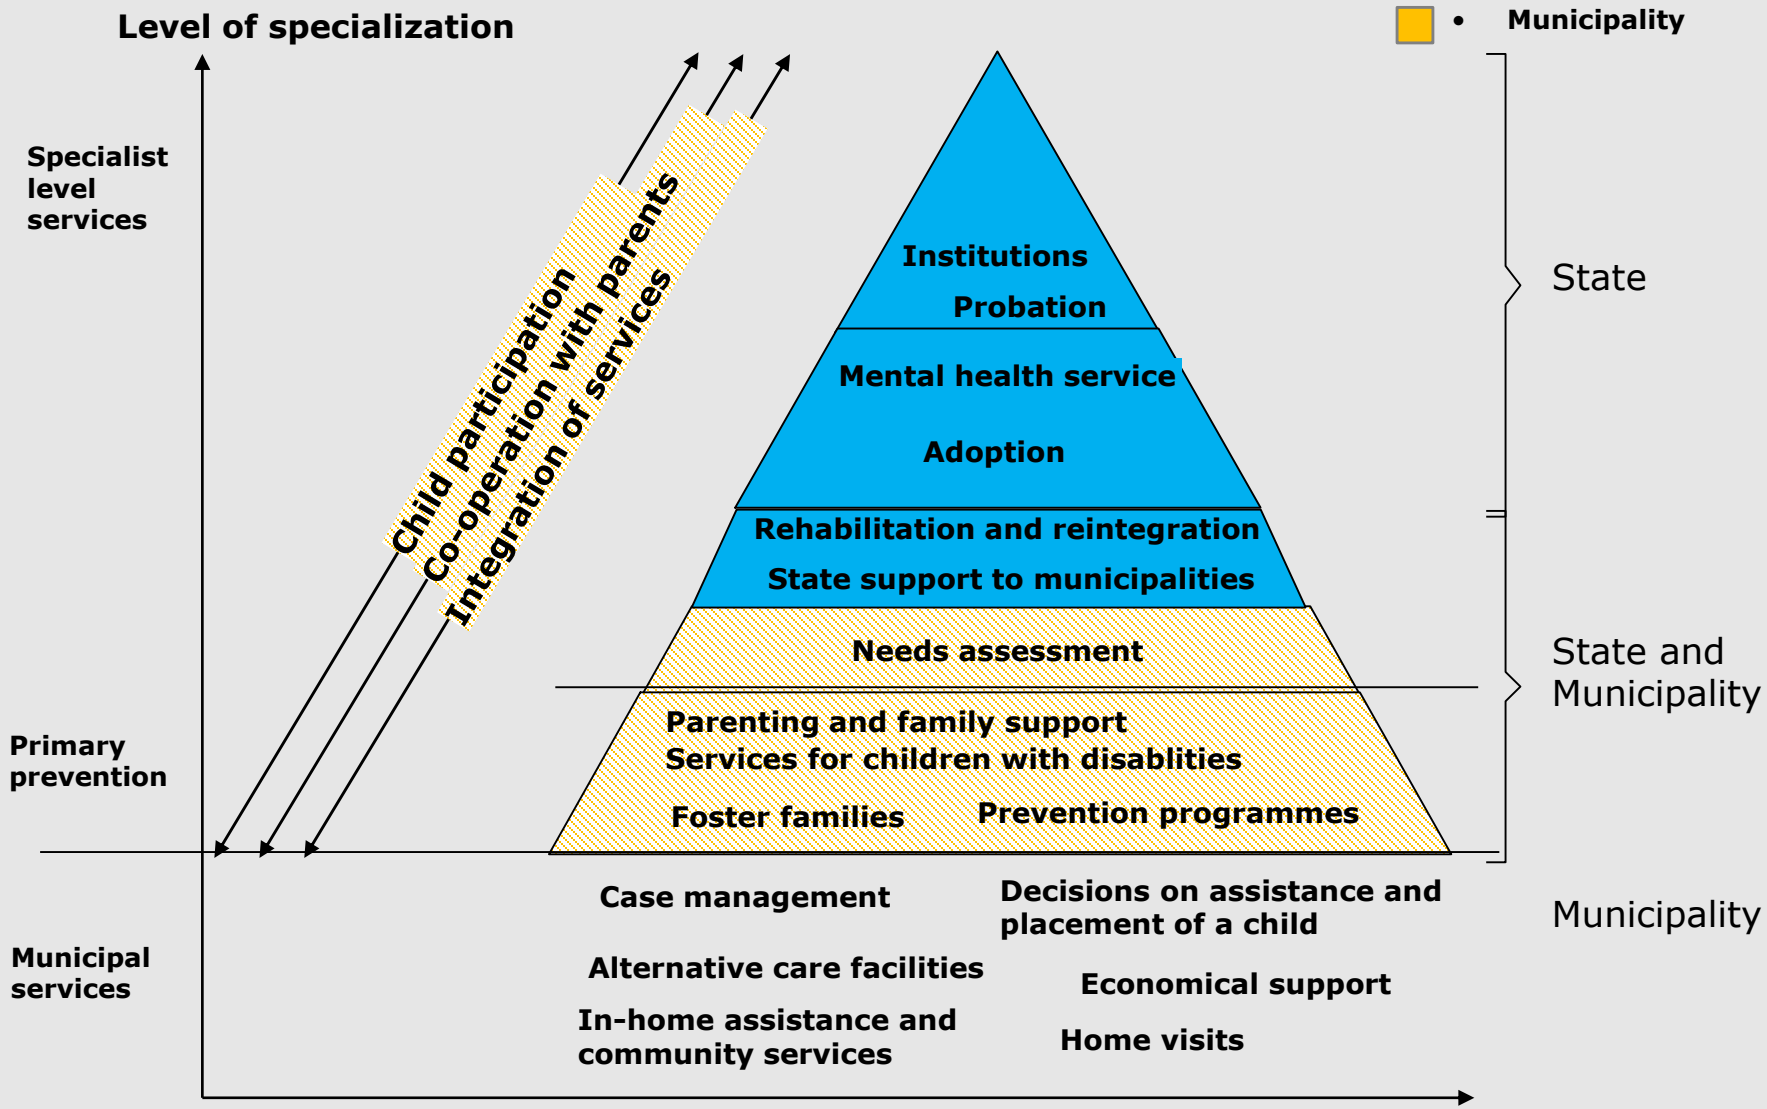 Level of specialization
• Municipality
Specialist
level
services
Primary
prevention
Municipal
services
Child participation
Co-operation with parents
Integration of services
Institutions
Probation
Mental health service
Adoption
Rehabilitation and reintegration
State support to municipalities
Needs assessment
Parenting and family support
Services for children with disablities
Foster families
Prevention programmes
Case management
Decisions on assistance and
placement of a child
Alternative care facilities
Economical support
In-home assistance and
community services
Home visits
State
State and
Municipality
Municipality